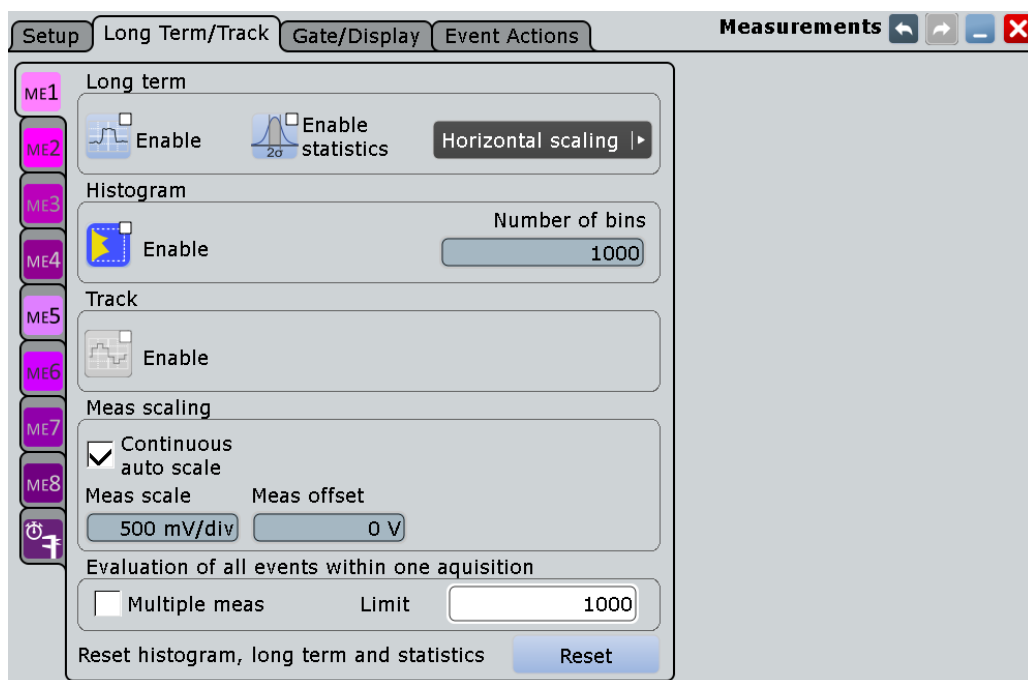 Setup Long Term/Track Gate/Display Event Actions Measurements
ME1
ME2
ME3
ME4
ME5
ME6
ME7
ME8
Long term
Enable
2σ
Enable
statistics
Horizontal scaling
Histogram
Enable
Number of bins
1000
Track
Enable
Meas scaling
Continuous
auto scale
Meas scale Meas offset
500 mV/div 0 V
Evaluation of all events within one aquisition
Multiple meas Limit 1000
Reset histogram, long term and statistics Reset